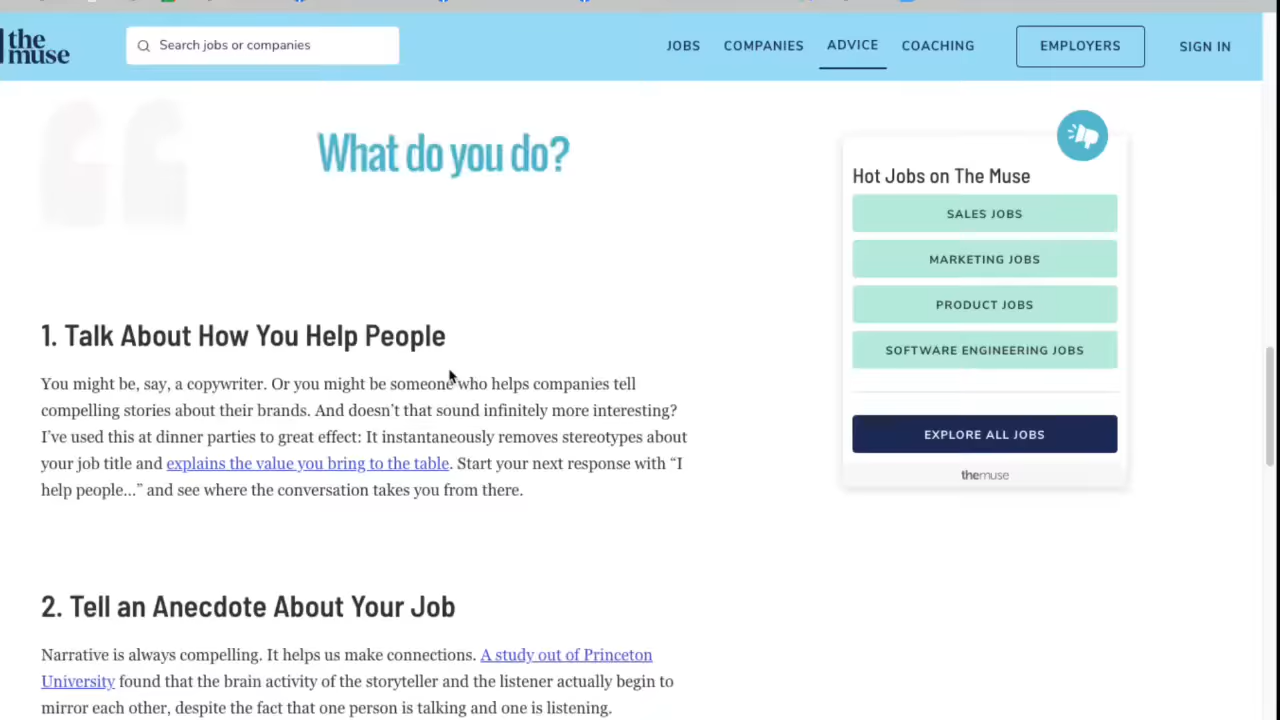 the
muse
Search jobs or companies
JOBS
COMPANIES
ADVICE
COACHING
EMPLOYERS
SIGN IN
What do you do?
1. Talk About How You Help People
You might be, say, a copywriter. Or you might be someone who helps companies tell
compelling stories about their brands. And doesn’t that sound infinitely more interesting?
I’ve used this at dinner parties to great effect: It instantaneously removes stereotypes about
your job title and explains the value you bring to the table. Start your next response with “I
help people…” and see where the conversation takes you from there.
2. Tell an Anecdote About Your Job
Narrative is always compelling. It helps us make connections. A study out of Princeton
University found that the brain activity of the storyteller and the listener actually begin to
mirror each other, despite the fact that one person is talking and one is listening.
Hot Jobs on The Muse
SALES JOBS
MARKETING JOBS
PRODUCT JOBS
SOFTWARE ENGINEERING JOBS
EXPLORE ALL JOBS
themuse